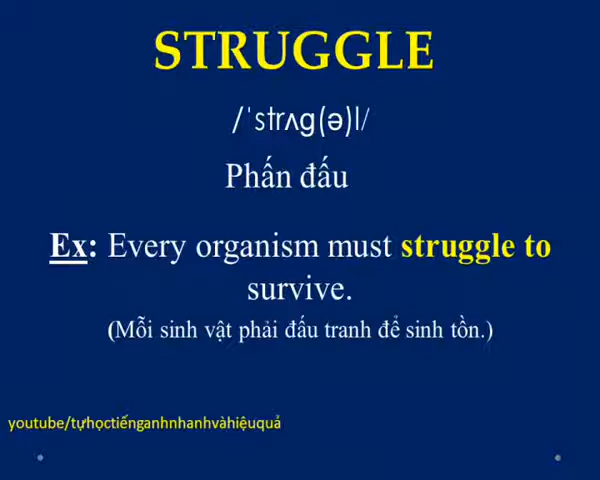 STRUGGLE
/ˈstrʌɡ(ə)l/
Phấn đấu
Ex: Every organism must struggle to
survive.
(Mỗi sinh vật phải đấu tranh để sinh tồn.)
youtube/tựhọctiếnganhnhanhvàhiệuquả